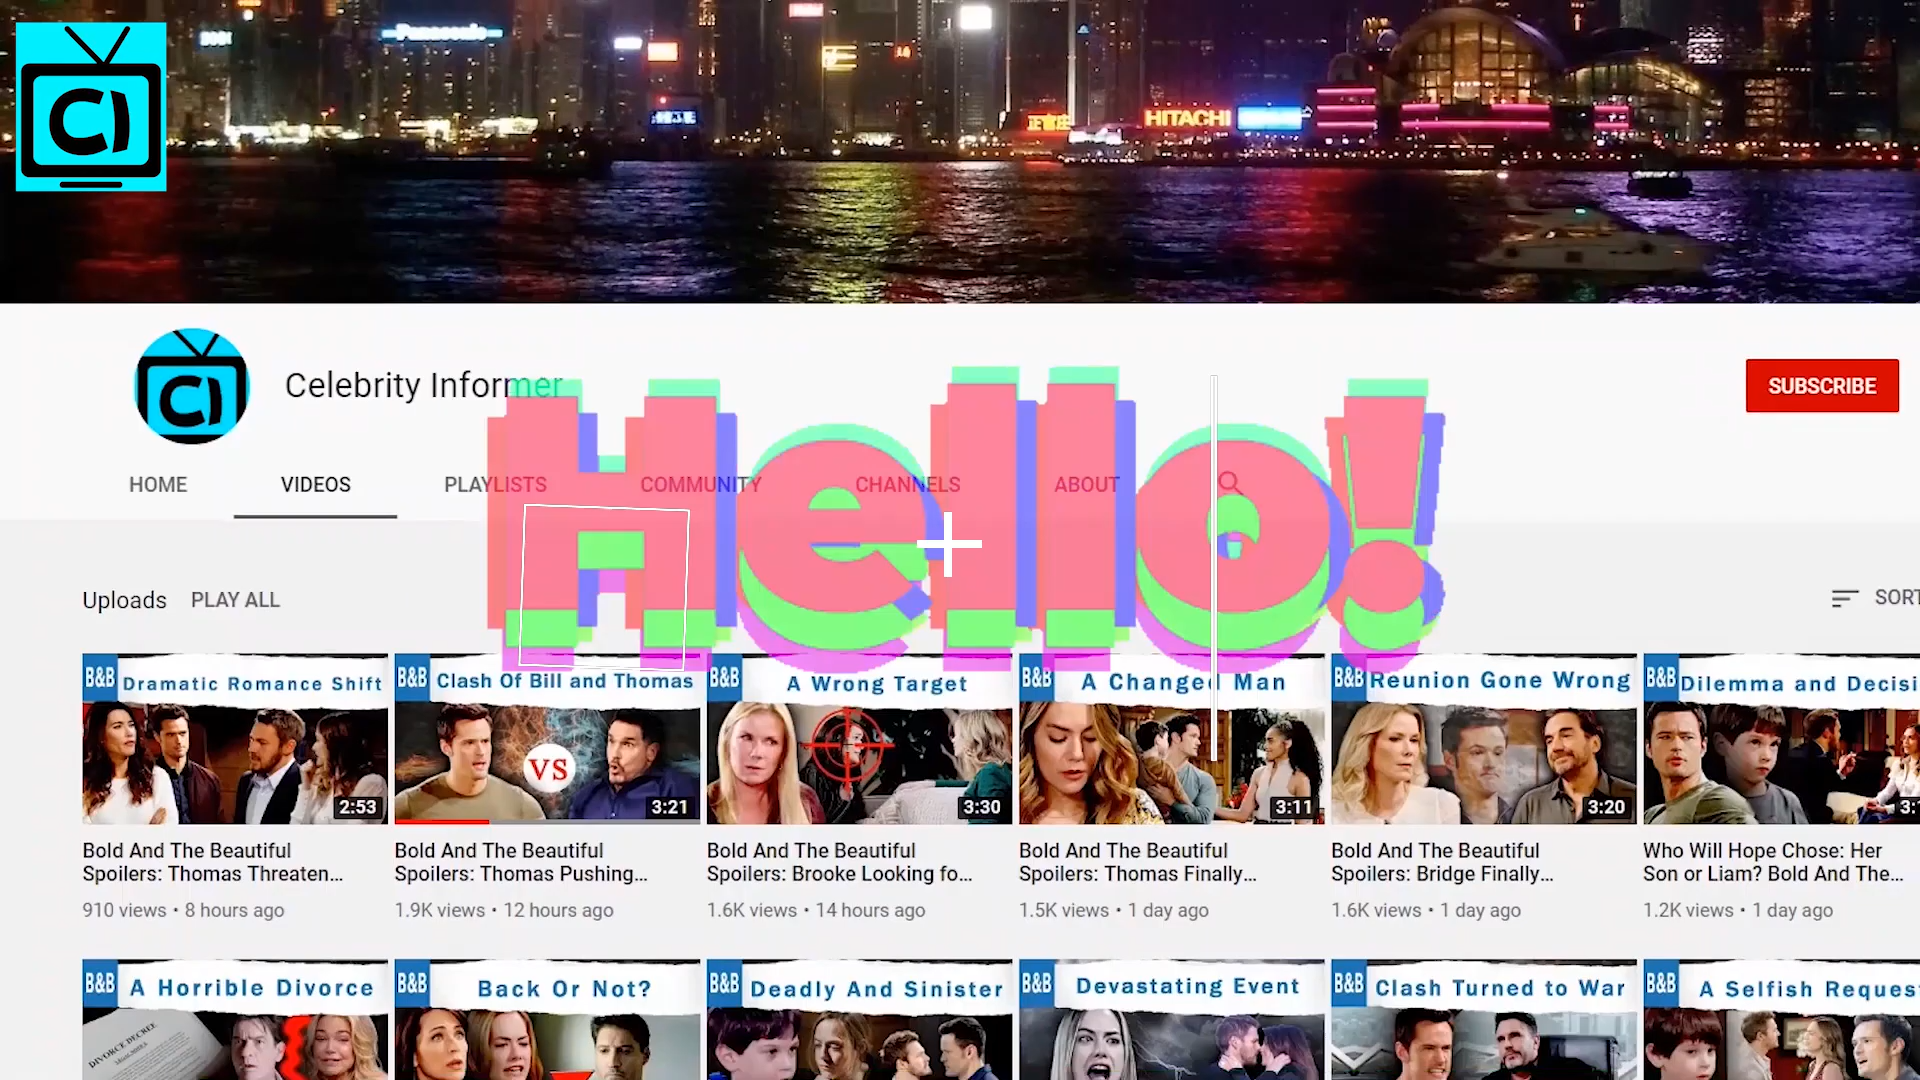 Panasonic
正官庄
HITACHI
CI
CI
Celebrity Informer
SUBSCRIBE
Hello!
HOME
VIDEOS
PLAYLISTS
COMMUNITY
CHANNELS
ABOUT
Uploads
PLAY ALL
SORT
B&B Dramatic Romance Shift
B&B Clash Of Bill and Thomas
B&B A Wrong Target
B&B A Changed Man
B&B Reunion Gone Wrong
B&B Dilemma and Decisi
VS
2:53
3:21
3:30
3:11
3:20
3:1
Bold And The Beautiful
Spoilers: Thomas Threaten...
910 views • 8 hours ago
Bold And The Beautiful
Spoilers: Thomas Pushing...
1.9K views • 12 hours ago
Bold And The Beautiful
Spoilers: Brooke Looking fo...
1.6K views • 14 hours ago
Bold And The Beautiful
Spoilers: Thomas Finally...
1.5K views • 1 day ago
Bold And The Beautiful
Spoilers: Bridge Finally...
1.6K views • 1 day ago
Who Will Hope Chose: Her
Son or Liam? Bold And The...
1.2K views • 1 day ago
B&B A Horrible Divorce
B&B Back Or Not?
B&B Deadly And Sinister
B&B Devastating Event
B&B Clash Turned to War
B&B A Selfish Reques
DIVORCE DECREE